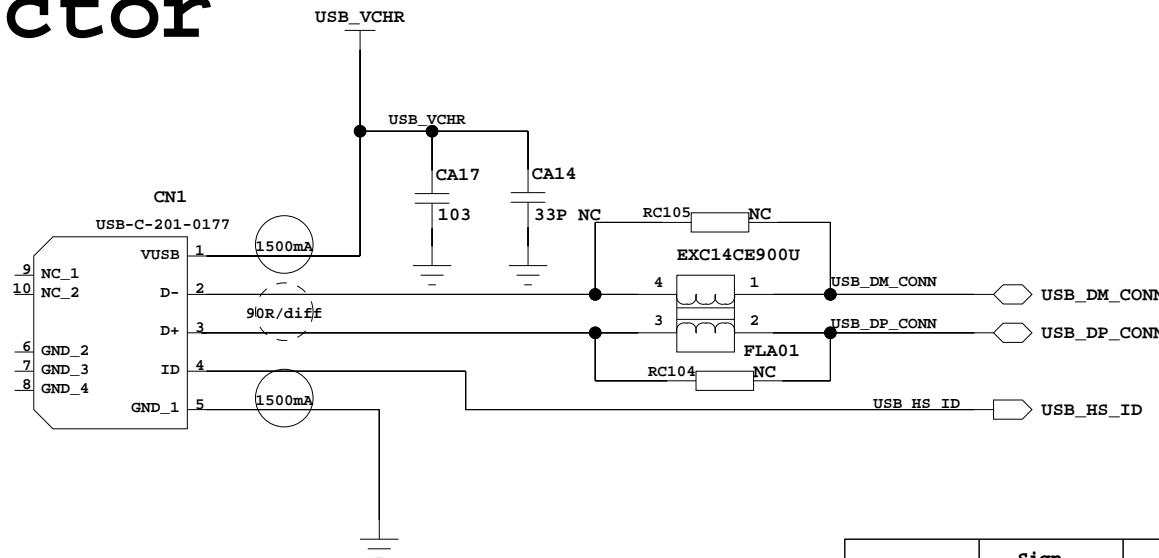 ctor
USB_VCHR
USB_VCHR
CA17
103
CA14
33P NC
CN1
USB-C-201-0177
VUSB 1
1500mA
D- 2
90R/diff
D+ 3
ID 4
GND_1 5
1500mA
9 NC_1
10 NC_2
6 GND_2
7 GND_3
8 GND_4
RC105 NC
EXC14CE900U
4 1
3 2
FLA01
RC104 NC
USB_DM_CONN
USB_DM_CONN
USB_DP_CONN
USB_DP_CONN
USB_HS_ID
USB_HS_ID